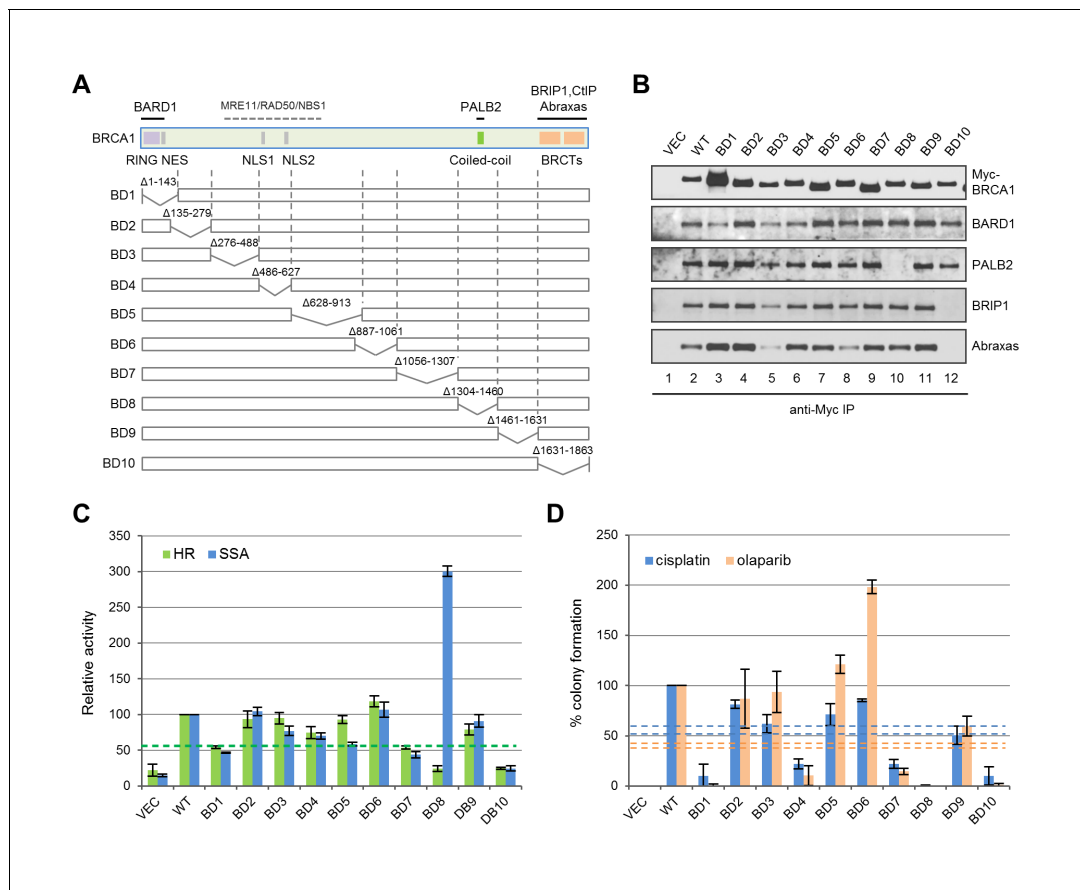 A
BARD1
MRE11/RAD50/NBS1
PALB2
BRIP1,CtIP
Abraxas
BRCA1
RING NES
NLS1
NLS2
Coiled-coil
BRCTs
Δ1-143
BD1
Δ135-279
BD2
Δ276-488
BD3
Δ486-627
BD4
Δ628-913
BD5
Δ887-1061
BD6
Δ1056-1307
BD7
Δ1304-1460
BD8
Δ1461-1631
BD9
Δ1631-1863
BD10
B
VEC WT BD1 BD2 BD3 BD4 BD5 BD6 BD7 BD8 BD9 BD10
Myc-
BRCA1
BARD1
PALB2
BRIP1
Abraxas
1 2 3 4 5 6 7 8 9 10 11 12
anti-Myc IP
C
Relative activity
350
300
250
200
150
100
50
0
HR SSA
VEC WT BD1 BD2 BD3 BD4 BD5 BD6 BD7 BD8 DB9 DB10
D
% colony formation
250
200
150
100
50
0
cisplatin olaparib
VEC WT BD1 BD2 BD3 BD4 BD5 BD6 BD7 BD8 BD9 BD10